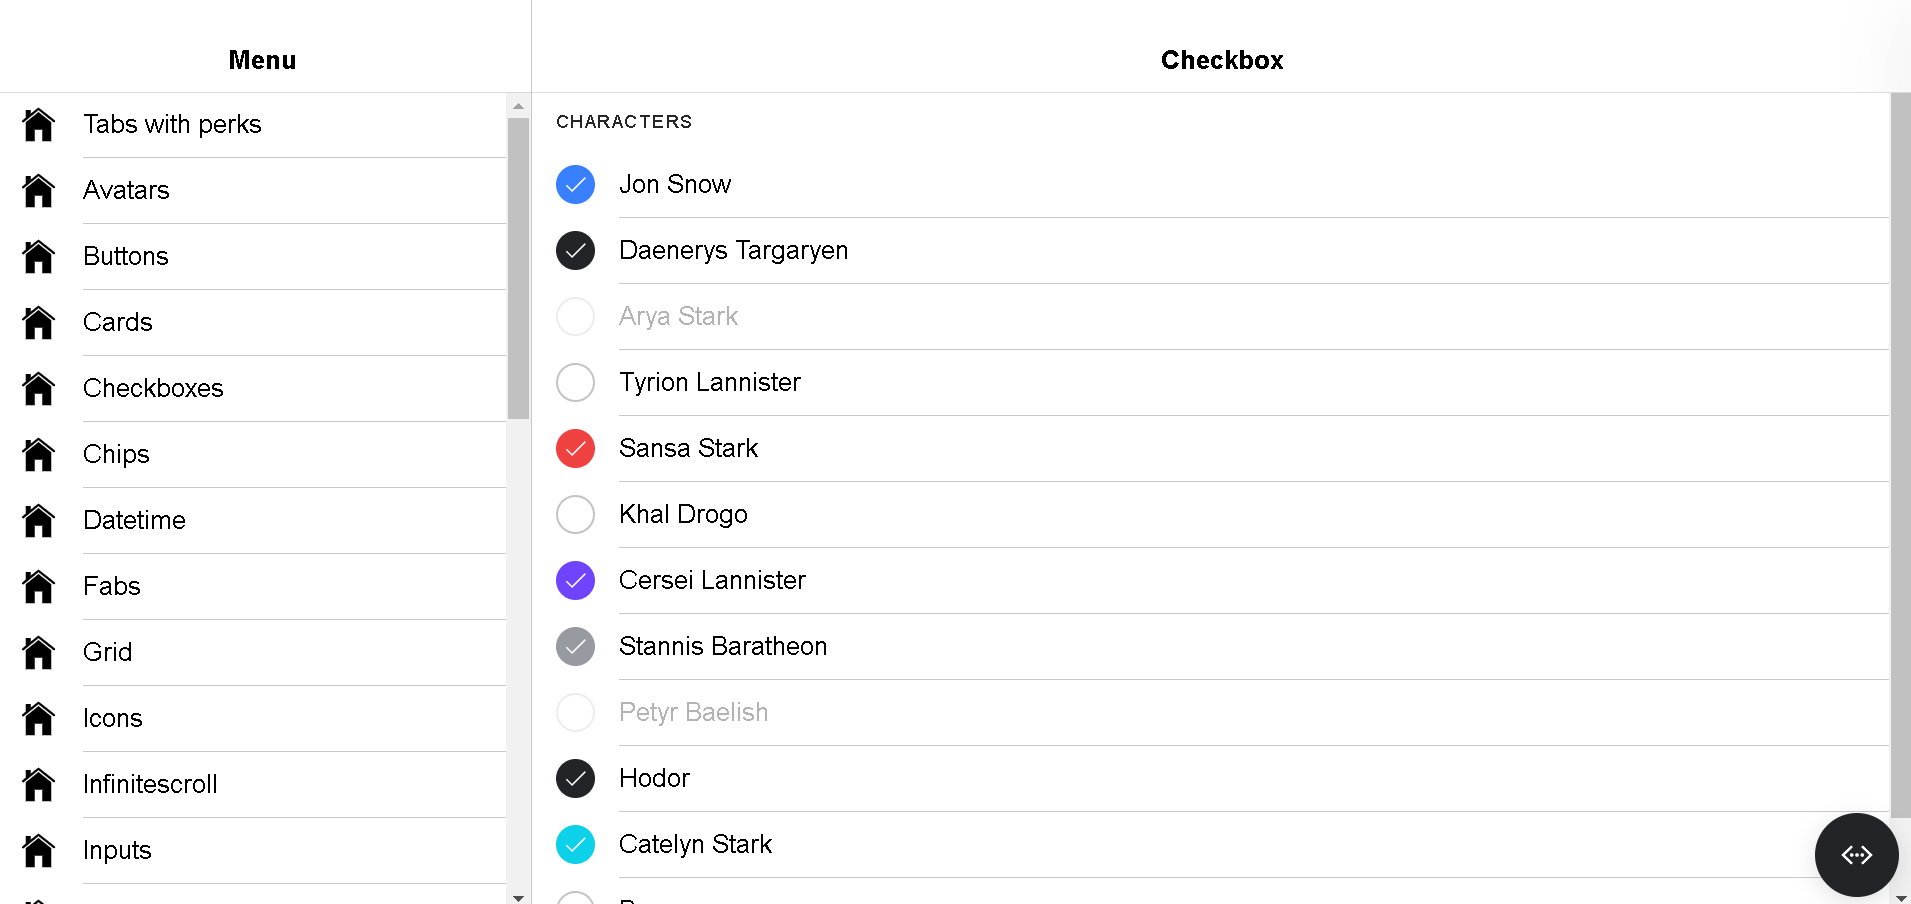 Menu
Tabs with perks
Avatars
Buttons
Cards
Checkboxes
Chips
Datetime
Fabs
Grid
Icons
Infinitescroll
Inputs
Checkbox
CHARACTERS
Jon Snow
Daenerys Targaryen
Arya Stark
Tyrion Lannister
Sansa Stark
Khal Drogo
Cersei Lannister
Stannis Baratheon
Petyr Baelish
Hodor
Catelyn Stark